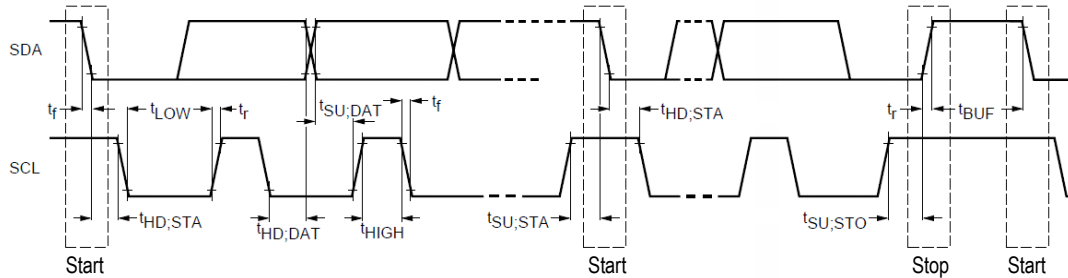 SDA
tf tLOW tr tSU;DAT tf tHD;STA tr tBUF
SCL
tHD;STA tHD;DAT tHIGH tSU;STA tSU;STO
Start Start Stop Start